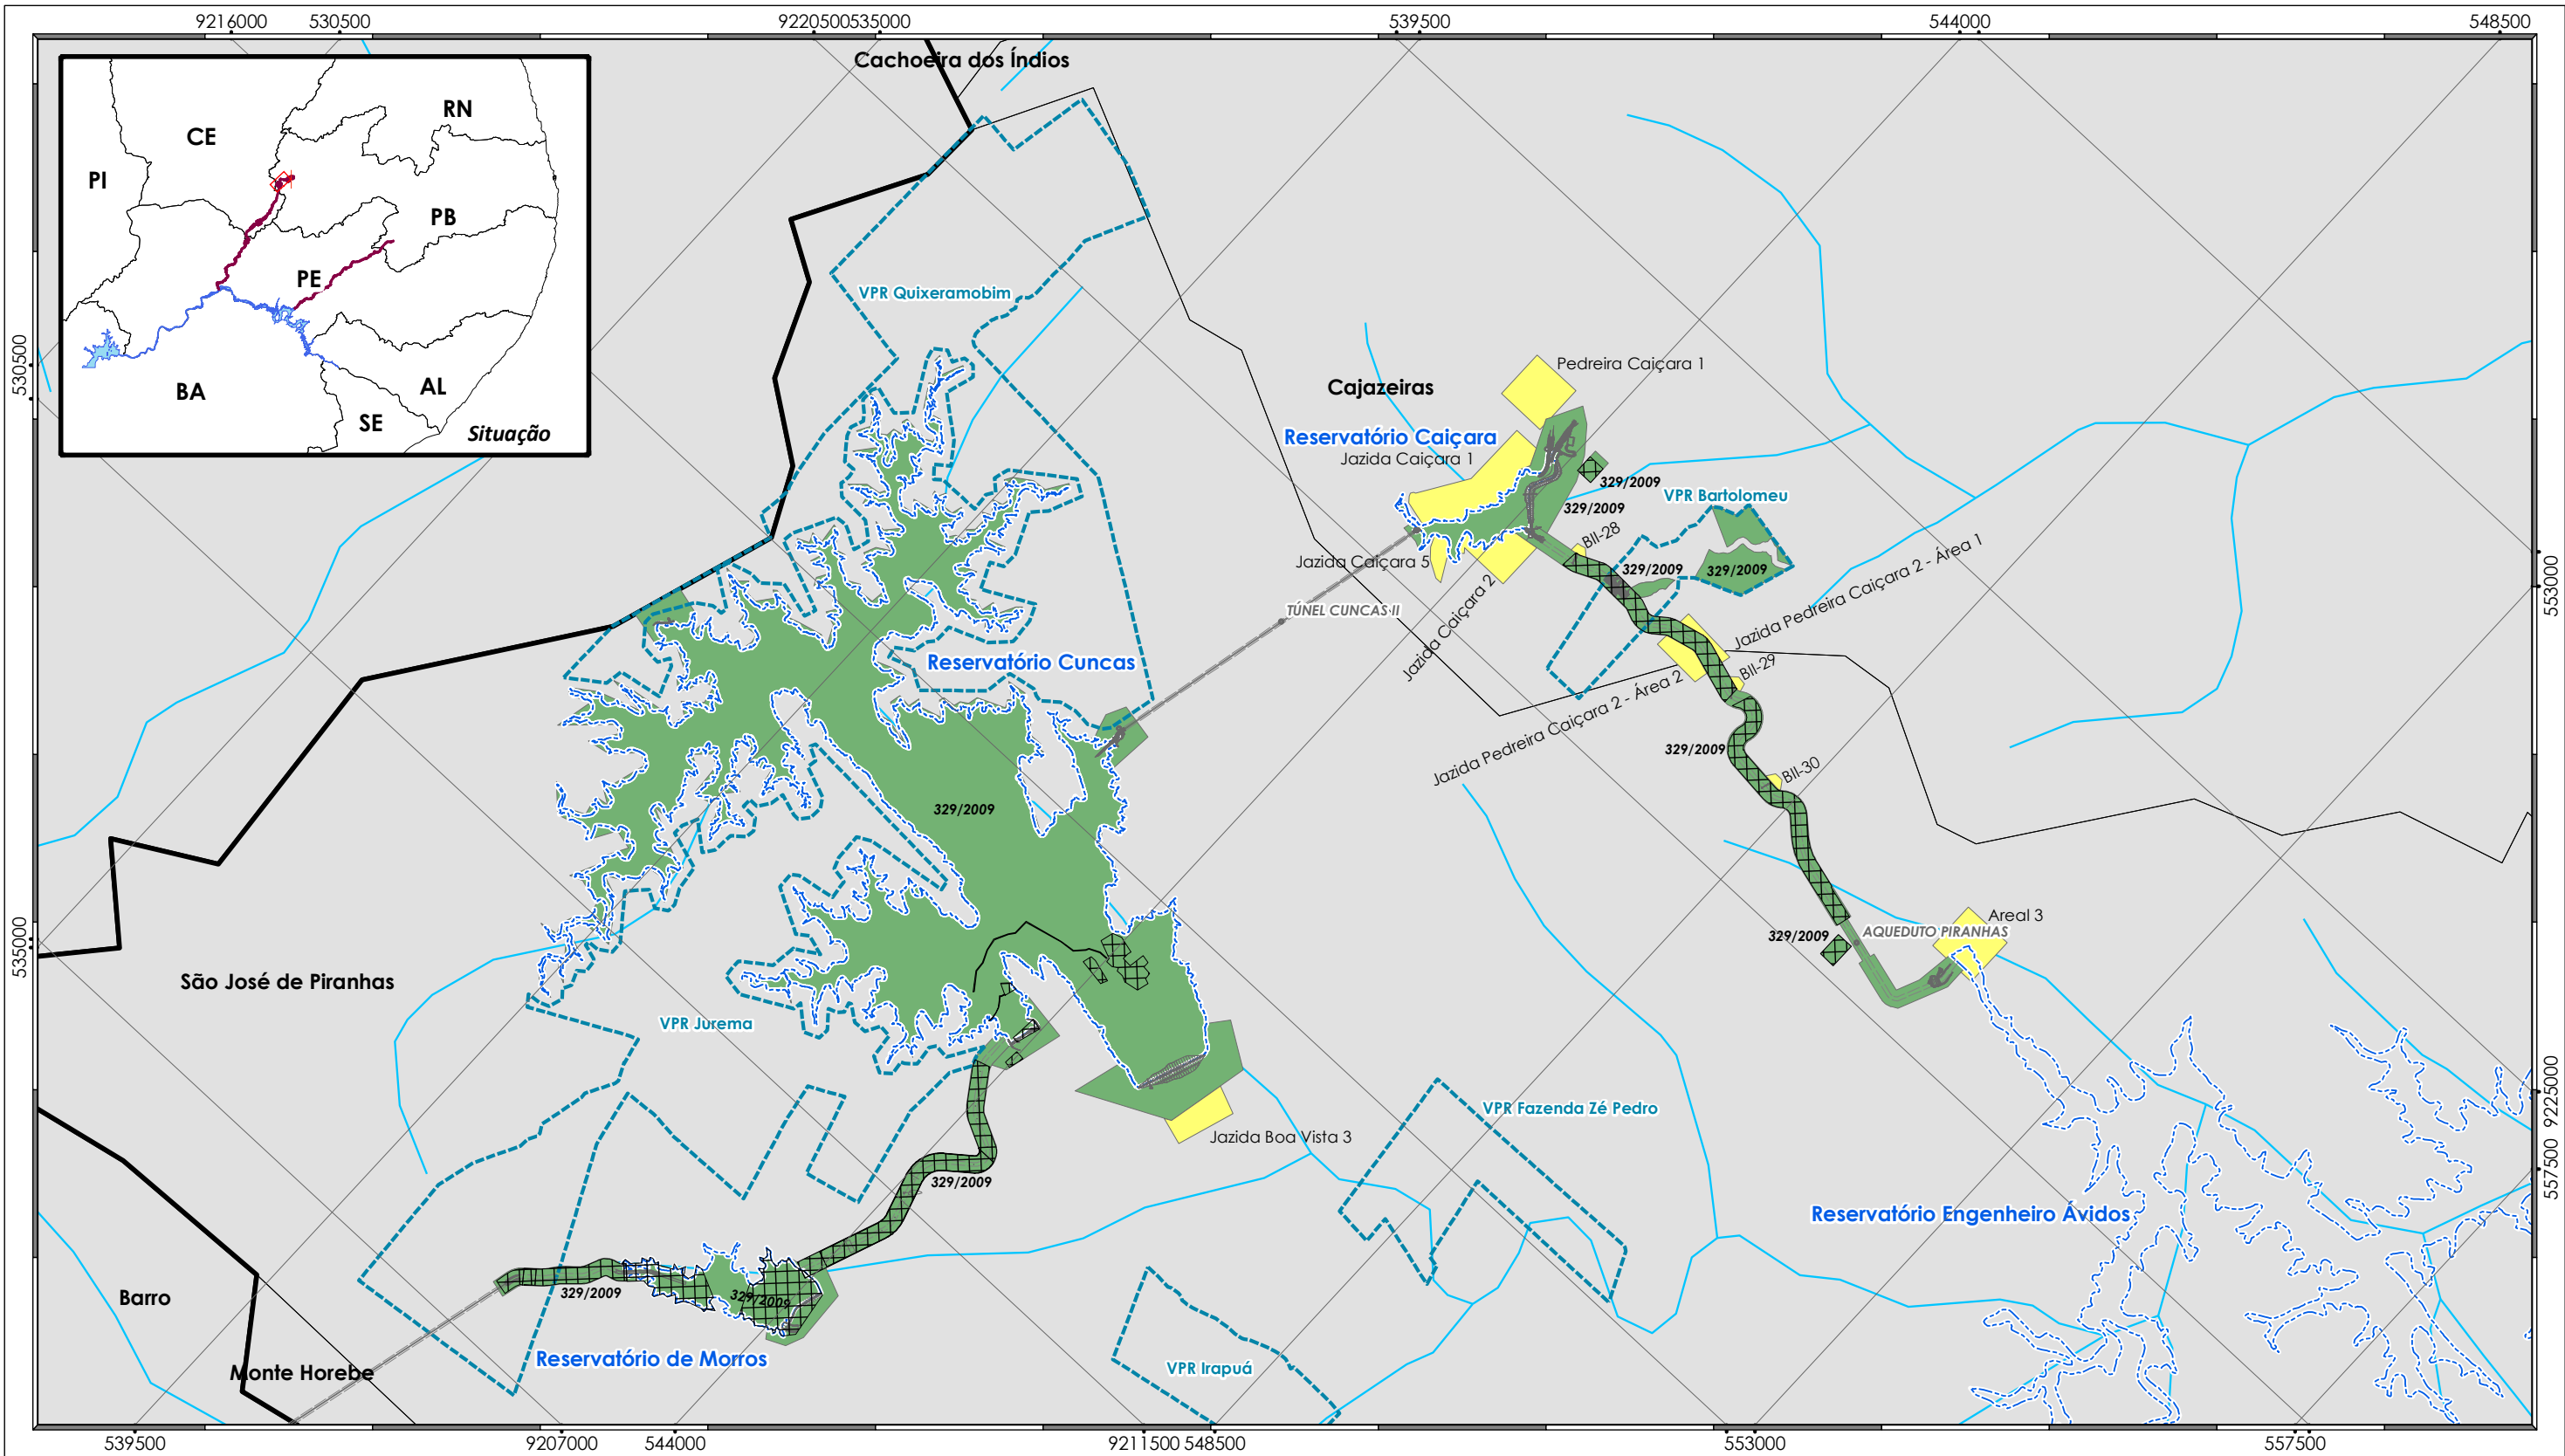 9216000
530500
9220500
535000
539500
544000
548500
Cachoeira dos Índios
RN
CE
PI
PB
PE
BA
AL
SE
Situação
VPR Quixeramobim
530500
Pedreira Caiçara 1
Cajazeiras
Reservatório Caiçara
Jazida Caiçara 1
329/2009
VPR Bartolomeu
329/2009
BII-28
Jazida Caiçara 5
329/2009
329/2009
Jazida Pedreira Caiçara 2 - Área 1
553000
TÚNEL CUNCAS II
Jazida Caiçara 2
Reservatório Cuncas
BII-29
Jazida Pedreira Caiçara 2 - Área 2
329/2009
BII-30
329/2009
535000
Areal 3
AQUEDUTO PIRANHAS
329/2009
São José de Piranhas
VPR Jurema
9225000
VPR Fazenda Zé Pedro
Jazida Boa Vista 3
557500
329/2009
Reservatório Engenheiro Ávidos
329/2009
329/2009
Barro
Reservatório de Morros
VPR Irapuá
Monte Horebe
539500
9207000
544000
9211500
548500
553000
557500